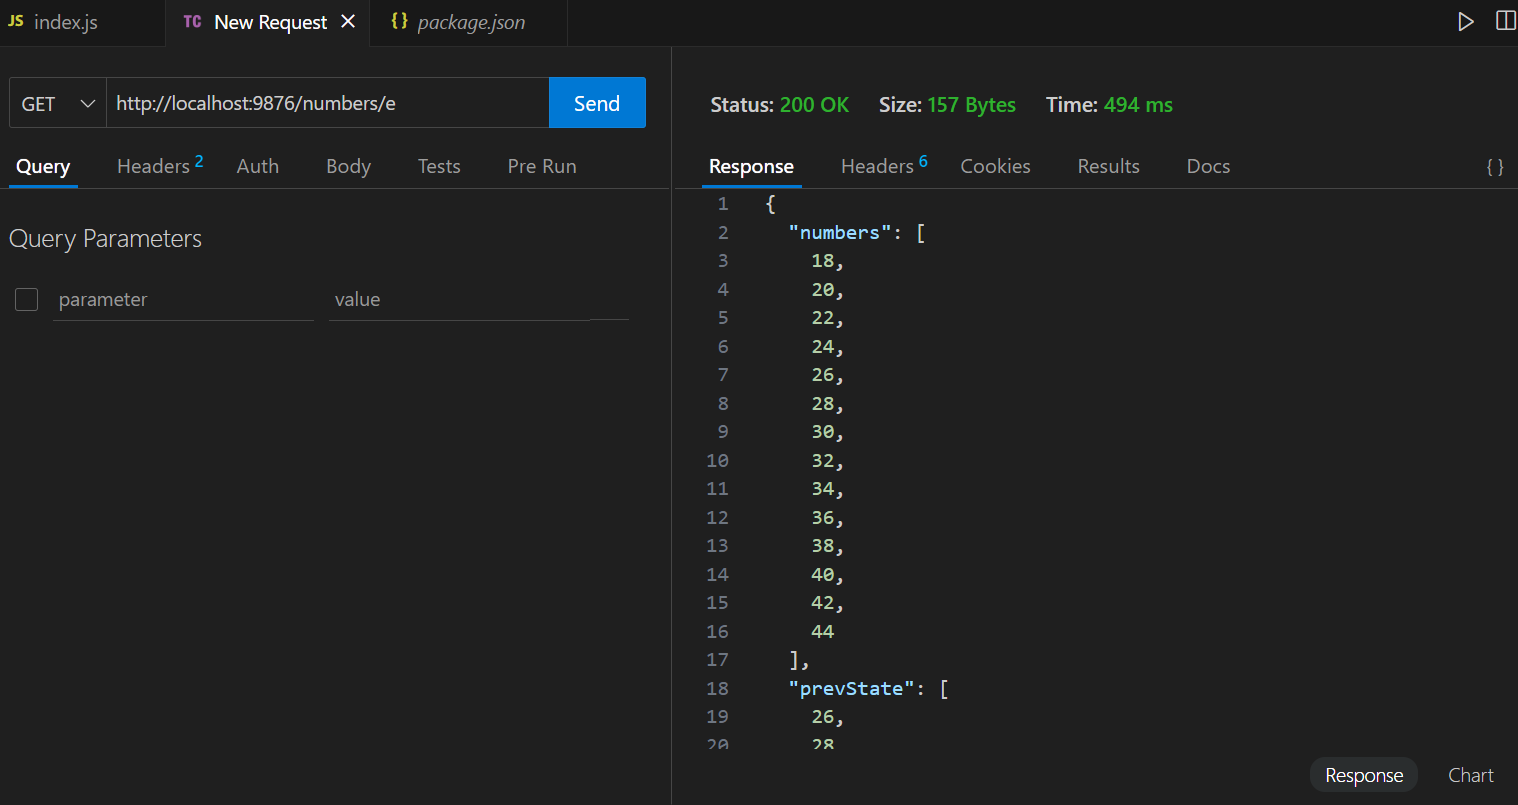 JS index.js TC New Request {} package.json
GET http://localhost:9876/numbers/e Send
Query Headers 2 Auth Body Tests Pre Run
Query Parameters
parameter value
Status: 200 OK Size: 157 Bytes Time: 494 ms
Response Headers 6 Cookies Results Docs { }
1 {
2 "numbers": [
3 18,
4 20,
5 22,
6 24,
7 26,
8 28,
9 30,
10 32,
11 34,
12 36,
13 38,
14 40,
15 42,
16 44
17 ],
18 "prevState": [
19 26,
20 28
Response Chart